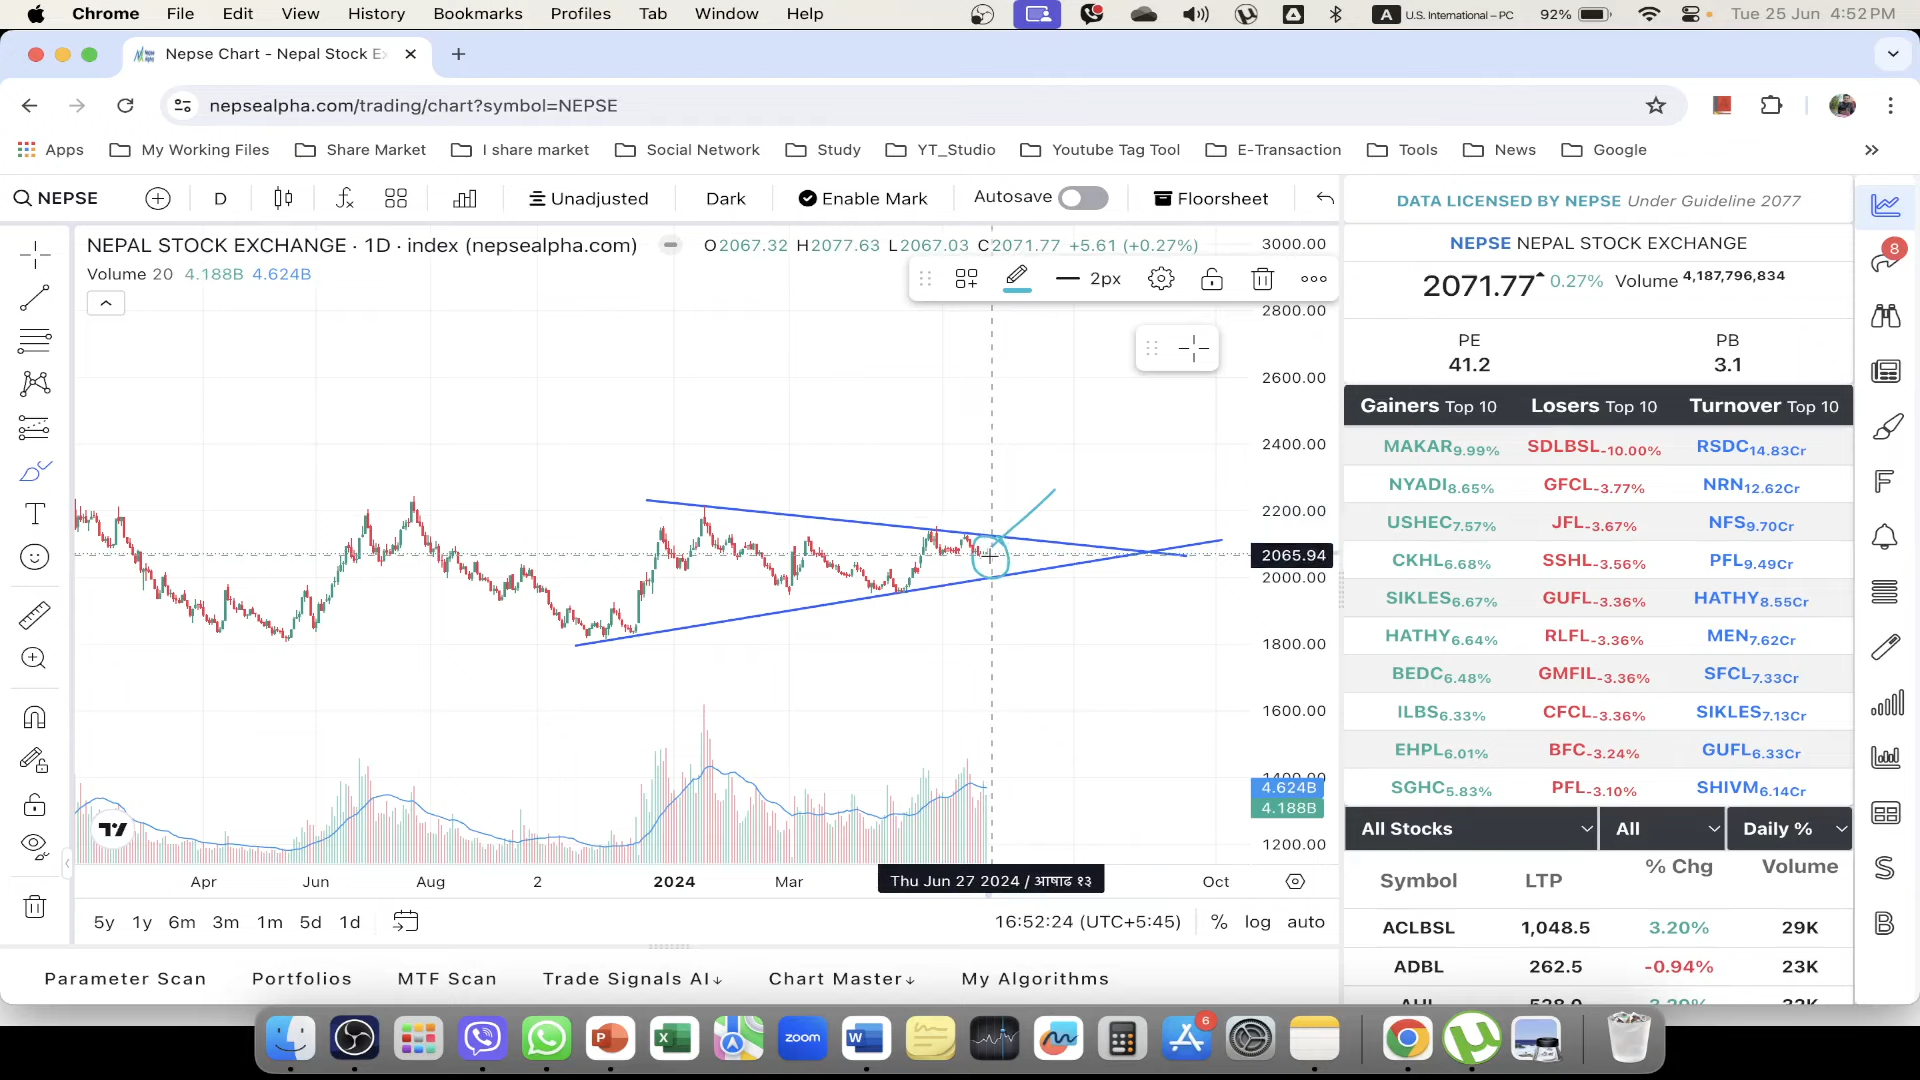 Chrome File Edit View History Bookmarks Profiles Tab Window Help A U.S. International – PC 92% Tue 25 Jun 4:52 PM
Nepse Chart - Nepal Stock Ex
nepsealpha.com/trading/chart?symbol=NEPSE
Apps My Working Files Share Market I share market Social Network Study YT_Studio Youtube Tag Tool E-Transaction Tools News Google
NEPSE D Unadjusted Dark Enable Mark Autosave Floorsheet
DATA LICENSED BY NEPSE Under Guideline 2077
NEPAL STOCK EXCHANGE · 1D · index (nepsealpha.com) O2067.32 H2077.63 L2067.03 C2071.77 +5.61 (+0.27%)
Volume 20 4.188B 4.624B
2px
3000.00
2800.00
2600.00
2400.00
2200.00
2065.94
2000.00
1800.00
1600.00
1400.00
4.624B
4.188B
1200.00
Apr Jun Aug 2 2024 Mar Thu Jun 27 2024 / आषाढ १३ Oct
5y 1y 6m 3m 1m 5d 1d 16:52:24 (UTC+5:45) % log auto
Parameter Scan Portfolios MTF Scan Trade Signals AI↓ Chart Master↓ My Algorithms
NEPSE NEPAL STOCK EXCHANGE
2071.77 0.27% Volume 4,187,796,834
PE PB
41.2 3.1
Gainers Top 10 Losers Top 10 Turnover Top 10
MAKAR9.99% SDLBSL-10.00% RSDC14.83Cr
NYADI8.65% GFCL-3.77% NRN12.62Cr
USHEC7.57% JFL-3.67% NFS9.70Cr
CKHL6.68% SSHL-3.56% PFL9.49Cr
SIKLES6.67% GUFL-3.36% HATHY8.55Cr
HATHY6.64% RLFL-3.36% MEN7.62Cr
BEDC6.48% GMFIL-3.36% SFCL7.33Cr
ILBS6.33% CFCL-3.36% SIKLES7.13Cr
EHPL6.01% BFC-3.24% GUFL6.33Cr
SGHC5.83% PFL-3.10% SHIVM6.14Cr
All Stocks All Daily %
Symbol LTP % Chg Volume
ACLBSL 1,048.5 3.20% 29K
ADBL 262.5 -0.94% 23K
8
F
S
B
zoom
6